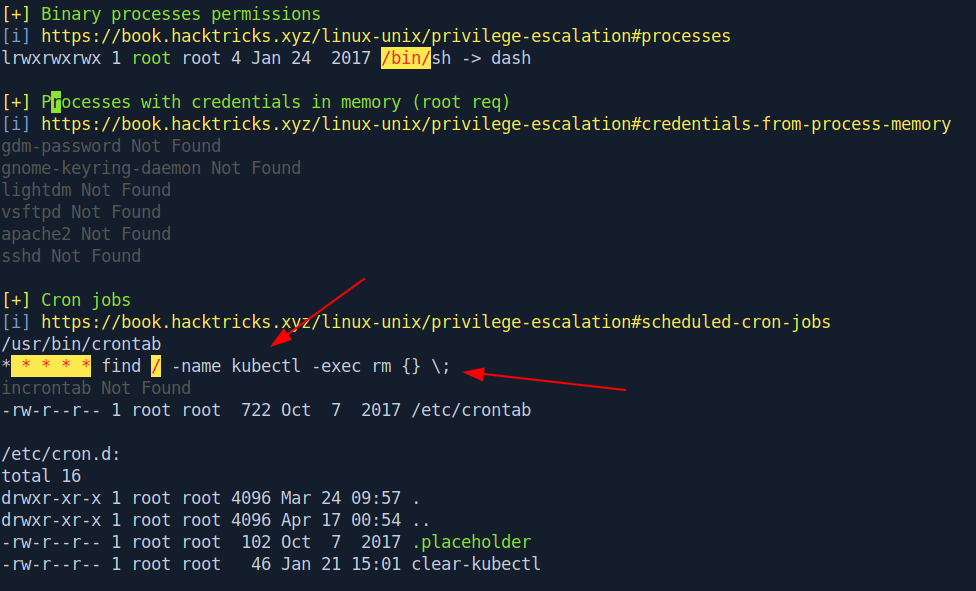 [+] Binary processes permissions
[i] https://book.hacktricks.xyz/linux-unix/privilege-escalation#processes
lrwxrwxrwx 1 root root 4 Jan 24  2017 /bin/sh -> dash
[+] Processes with credentials in memory (root req)
[i] https://book.hacktricks.xyz/linux-unix/privilege-escalation#credentials-from-process-memory
gdm-password Not Found
gnome-keyring-daemon Not Found
lightdm Not Found
vsftpd Not Found
apache2 Not Found
sshd Not Found
[+] Cron jobs
[i] https://book.hacktricks.xyz/linux-unix/privilege-escalation#scheduled-cron-jobs
/usr/bin/crontab
* * * * * find / -name kubectl -exec rm {} \;
incrontab Not Found
-rw-r--r-- 1 root root  722 Oct  7  2017 /etc/crontab
/etc/cron.d:
total 16
drwxr-xr-x 1 root root 4096 Mar 24 09:57 .
drwxr-xr-x 1 root root 4096 Apr 17 00:54 ..
-rw-r--r-- 1 root root  102 Oct  7  2017 .placeholder
-rw-r--r-- 1 root root   46 Jan 21 15:01 clear-kubectl